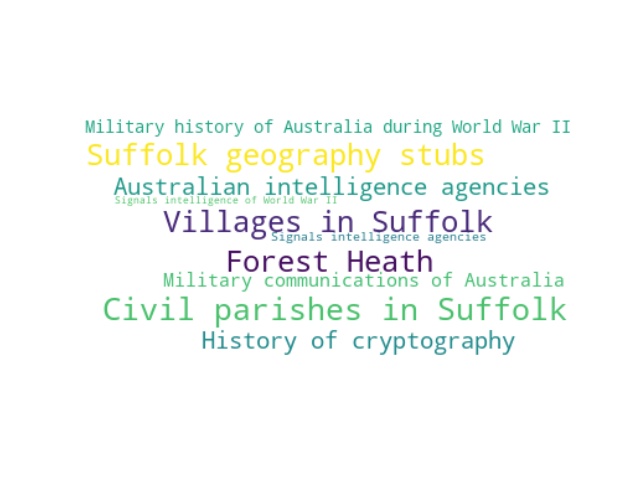 Military history of Australia during World War II
Suffolk geography stubs
Australian intelligence agencies
Signals intelligence of World War II
Villages in Suffolk
Signals intelligence agencies
Forest Heath
Military communications of Australia
Civil parishes in Suffolk
History of cryptography